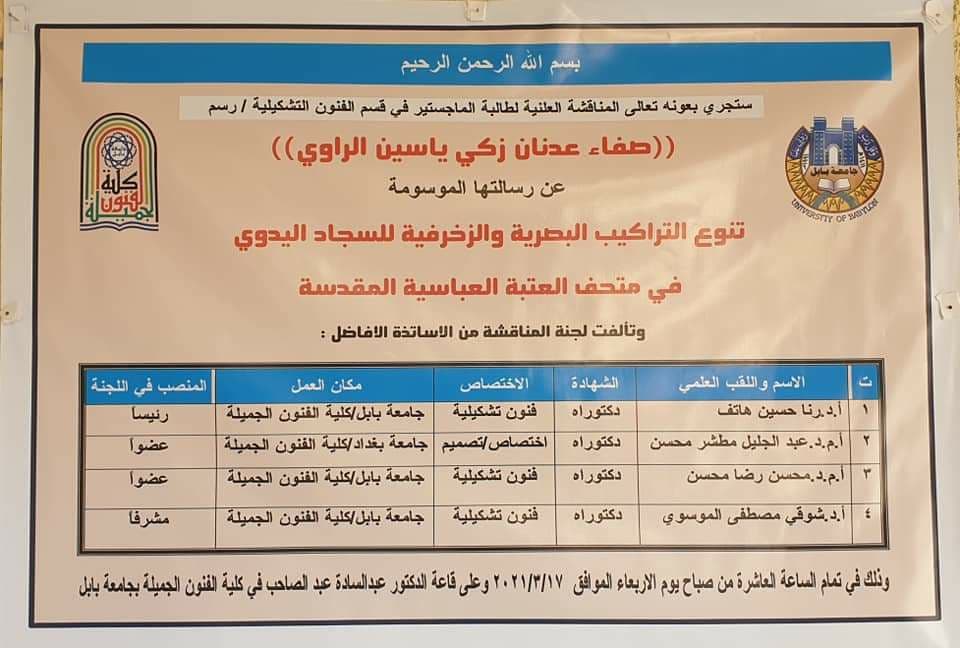 بسم الله الرحمن الرحيم
ستجري بعونه تعالى المناقشة العلنية لطالبة الماجستير في قسم الفنون التشكيلية / رسم
((صفاء عدنان زكي ياسين الراوي))
عن رسالتها الموسومة
تنوع التراكيب البصرية والزخرفية للسجاد اليدوي
في متحف العتبة العباسية المقدسة
وتألفت لجنة المناقشة من الاساتذة الافاضل :
كلية
الفنون
الجميلة
جامعة بابل
UNIVERSITY OF BABYLON
ت الاسم واللقب العلمي الشهادة الاختصاص مكان العمل المنصب في اللجنة
١ أ.د.رنا حسين هاتف دكتوراه فنون تشكيلية جامعة بابل/كلية الفنون الجميلة رئيساً
٢ أ.م.د.عبد الجليل مطشر محسن دكتوراه اختصاص/تصميم جامعة بغداد/كلية الفنون الجميلة عضواً
٣ أ.م.د.محسن رضا محسن دكتوراه فنون تشكيلية جامعة بابل/كلية الفنون الجميلة عضواً
٤ أ.د.شوقي مصطفى الموسوي دكتوراه فنون تشكيلية جامعة بابل/كلية الفنون الجميلة مشرفاً
وذلك في تمام الساعة العاشرة من صباح يوم الاربعاء الموافق ٢٠٢١/٣/١٧ وعلى قاعة الدكتور عبدالسادة عبد الصاحب في كلية الفنون الجميلة بجامعة بابل